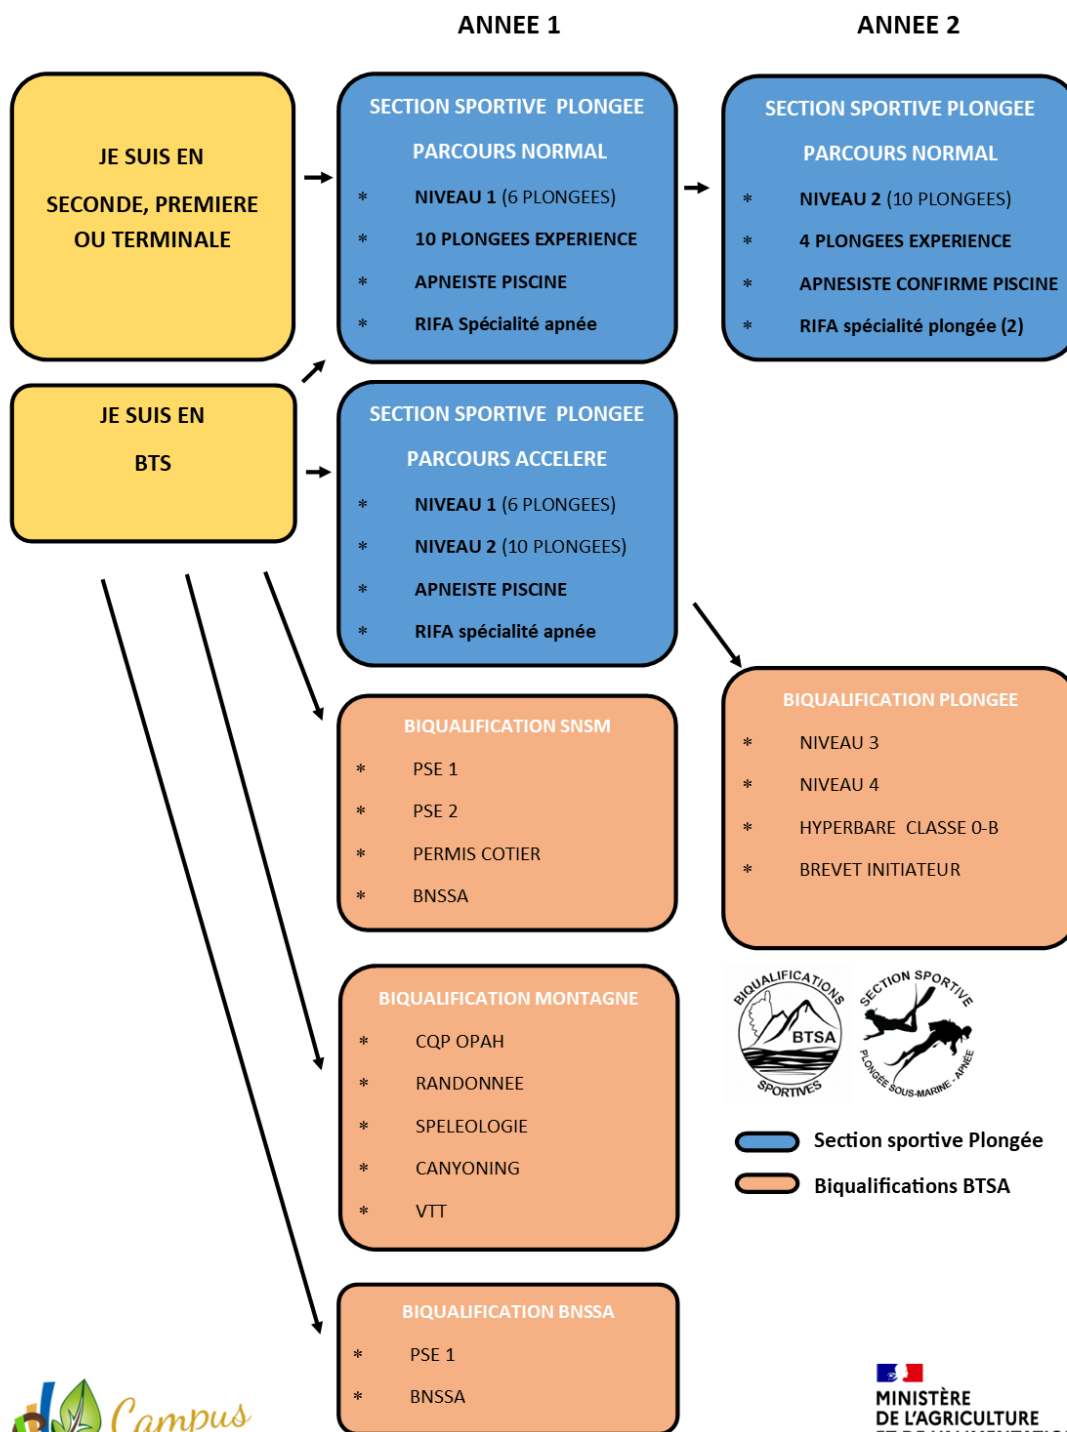 ANNEE 1
ANNEE 2
JE SUIS EN
SECONDE, PREMIERE
OU TERMINALE
SECTION SPORTIVE PLONGEE
PARCOURS NORMAL
* NIVEAU 1 (6 PLONGEES)
* 10 PLONGEES EXPERIENCE
* APNEISTE PISCINE
* RIFA Spécialité apnée
SECTION SPORTIVE PLONGEE
PARCOURS NORMAL
* NIVEAU 2 (10 PLONGEES)
* 4 PLONGEES EXPERIENCE
* APNESISTE CONFIRME PISCINE
* RIFA spécialité plongée (2)
JE SUIS EN
BTS
SECTION SPORTIVE PLONGEE
PARCOURS ACCELERE
* NIVEAU 1 (6 PLONGEES)
* NIVEAU 2 (10 PLONGEES)
* APNEISTE PISCINE
* RIFA spécialité apnée
BIQUALIFICATION SNSM
* PSE 1
* PSE 2
* PERMIS COTIER
* BNSSA
BIQUALIFICATION PLONGEE
* NIVEAU 3
* NIVEAU 4
* HYPERBARE CLASSE 0-B
* BREVET INITIATEUR
BIQUALIFICATION MONTAGNE
* CQP OPAH
* RANDONNEE
* SPELEOLOGIE
* CANYONING
* VTT
BIQUALIFICATIONS
BTSA
SPORTIVES
SECTION SPORTIVE
PLONGÉE SOUS-MARINE - APNÉE
Section sportive Plongée
Biqualifications BTSA
BIQUALIFICATION BNSSA
* PSE 1
* BNSSA
Campus
MINISTÈRE
DE L'AGRICULTURE
ET DE L'ALIMENTATION